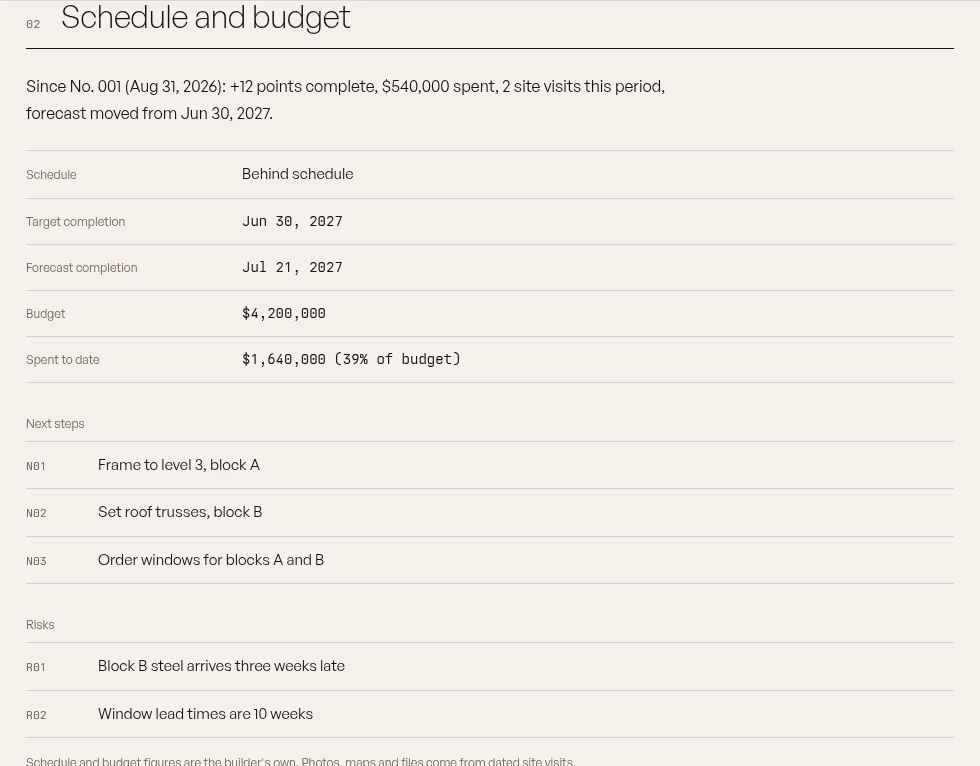 02 Schedule and budget
Since No. 001 (Aug 31, 2026): +12 points complete, $540,000 spent, 2 site visits this period,
forecast moved from Jun 30, 2027.
Schedule Behind schedule
Target completion Jun 30, 2027
Forecast completion Jul 21, 2027
Budget $4,200,000
Spent to date $1,640,000 (39% of budget)
Next steps
N01 Frame to level 3, block A
N02 Set roof trusses, block B
N03 Order windows for blocks A and B
Risks
R01 Block B steel arrives three weeks late
R02 Window lead times are 10 weeks
Schedule and budget figures are the builder's own. Photos, maps and files come from dated site visits.